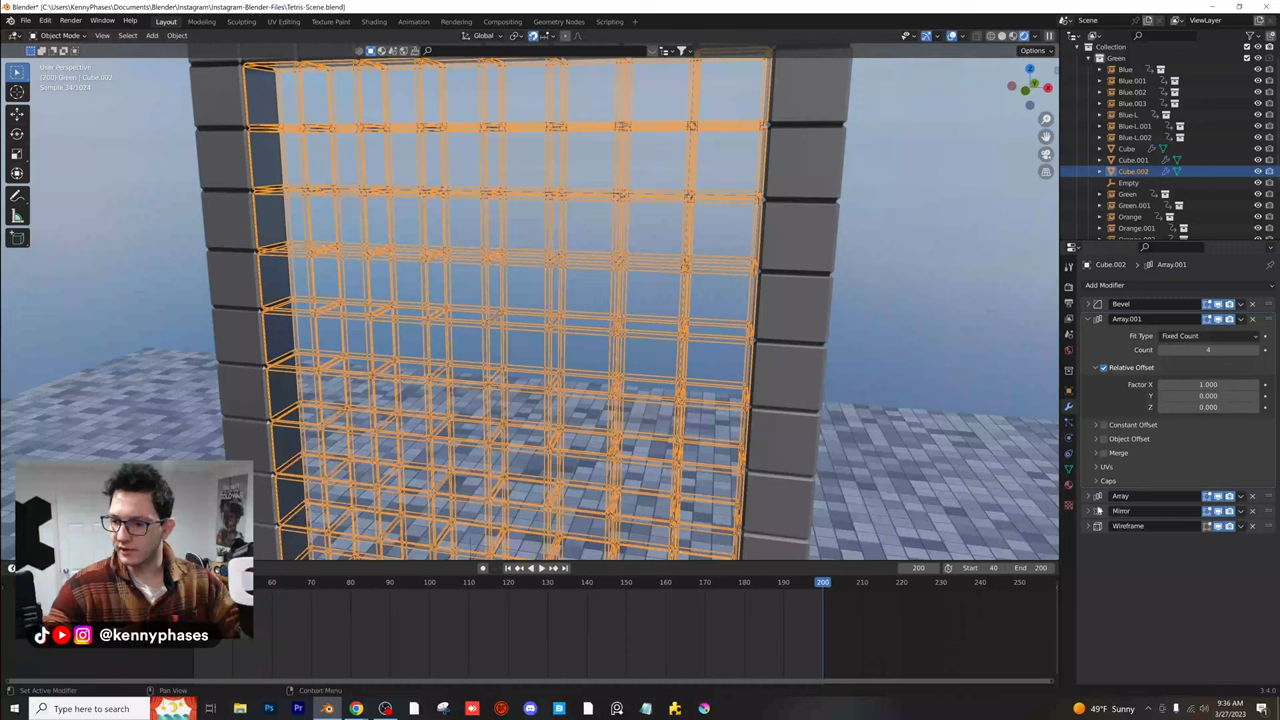 Blender* [C:\Users\KennyPhases\Documents\Blender\Instagram\Instagram-Blender-Files\Tetris-Scene.blend]
File Edit Render Window Help Layout Modeling Sculpting UV Editing Texture Paint Shading Animation Rendering Compositing Geometry Nodes Scripting + Scene ViewLayer
Object Mode View Select Add Object Global
Options
User Perspective
(200) Green | Cube.002
Sample 34/1024
Collection
Green
Blue
Blue.001
Blue.002
Blue.003
Blue-L
Blue-L.001
Blue-L.002
Cube
Cube.001
Cube.002
Empty
Green
Green.001
Orange
Orange.001
Cube.002 > Array.001
Add Modifier
Bevel
Array.001
Fit Type Fixed Count
Count 4
Relative Offset
Factor X 1.000
Y 0.000
Z 0.000
Constant Offset
Object Offset
Merge
UVs
Caps
Array
Mirror
Wireframe
200 Start 40 End 200
60 70 80 90 100 110 120 130 140 150 160 170 180 190 200 210 220 230 240 250
@kennyphases
Set Active Modifier Pan View Context Menu 3.4.0
Type here to search 49°F Sunny 9:36 AM
3/27/2023